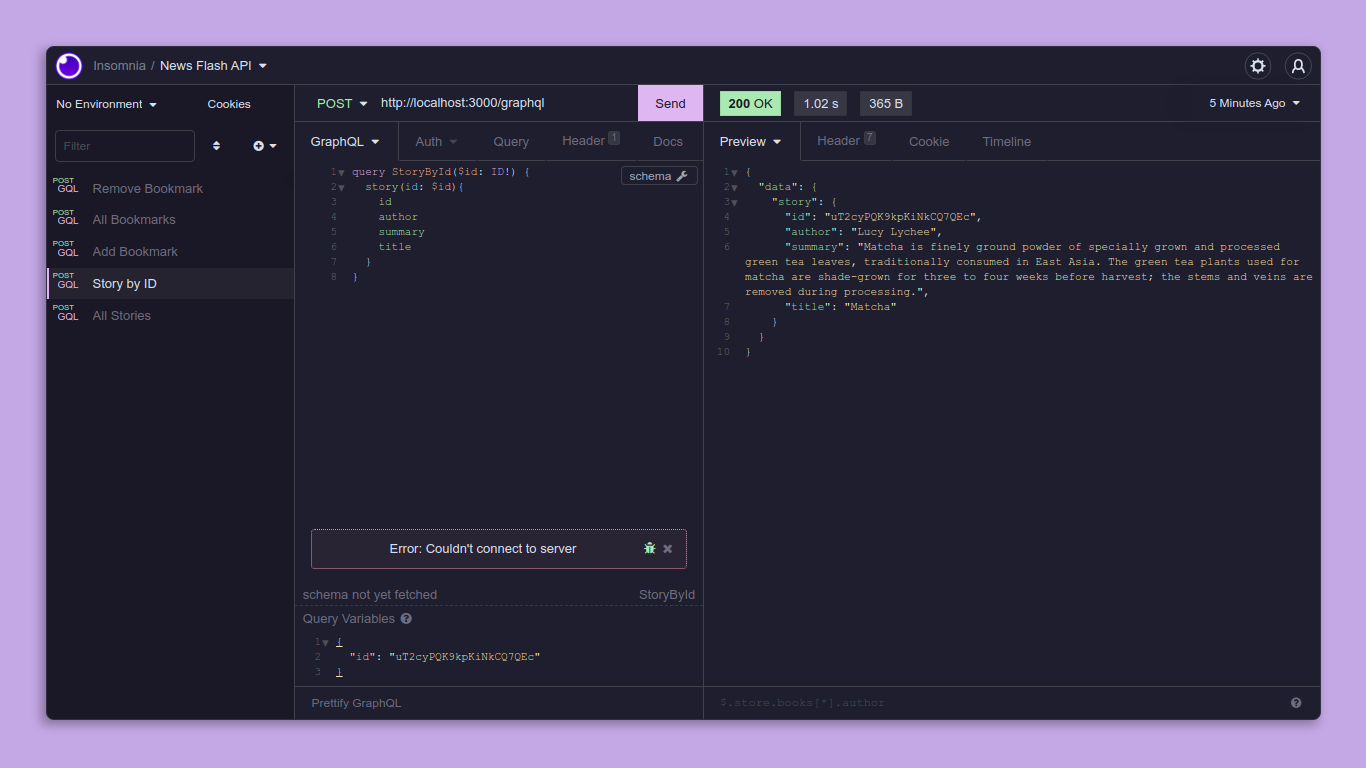 Insomnia / News Flash API
No Environment
Cookies
Filter
POST
GQL
Remove Bookmark
POST
GQL
All Bookmarks
POST
GQL
Add Bookmark
POST
GQL
Story by ID
POST
GQL
All Stories
POST
http://localhost:3000/graphql
Send
GraphQL
Auth
Query
Header 1
Docs
schema
1 query StoryById($id: ID!) {
2 story(id: $id){
3 id
4 author
5 summary
6 title
7 }
8 }
Error: Couldn't connect to server
schema not yet fetched
StoryById
Query Variables
1 {
2 "id": "uT2cyPQK9kpKiNkCQ7QEc"
3 }
Prettify GraphQL
200 OK
1.02 s
365 B
5 Minutes Ago
Preview
Header 7
Cookie
Timeline
1 {
2 "data": {
3 "story": {
4 "id": "uT2cyPQK9kpKiNkCQ7QEc",
5 "author": "Lucy Lychee",
6 "summary": "Matcha is finely ground powder of specially grown and processed
green tea leaves, traditionally consumed in East Asia. The green tea plants used for
matcha are shade-grown for three to four weeks before harvest; the stems and veins are
removed during processing.",
7 "title": "Matcha"
8 }
9 }
10 }
$.store.books[*].author